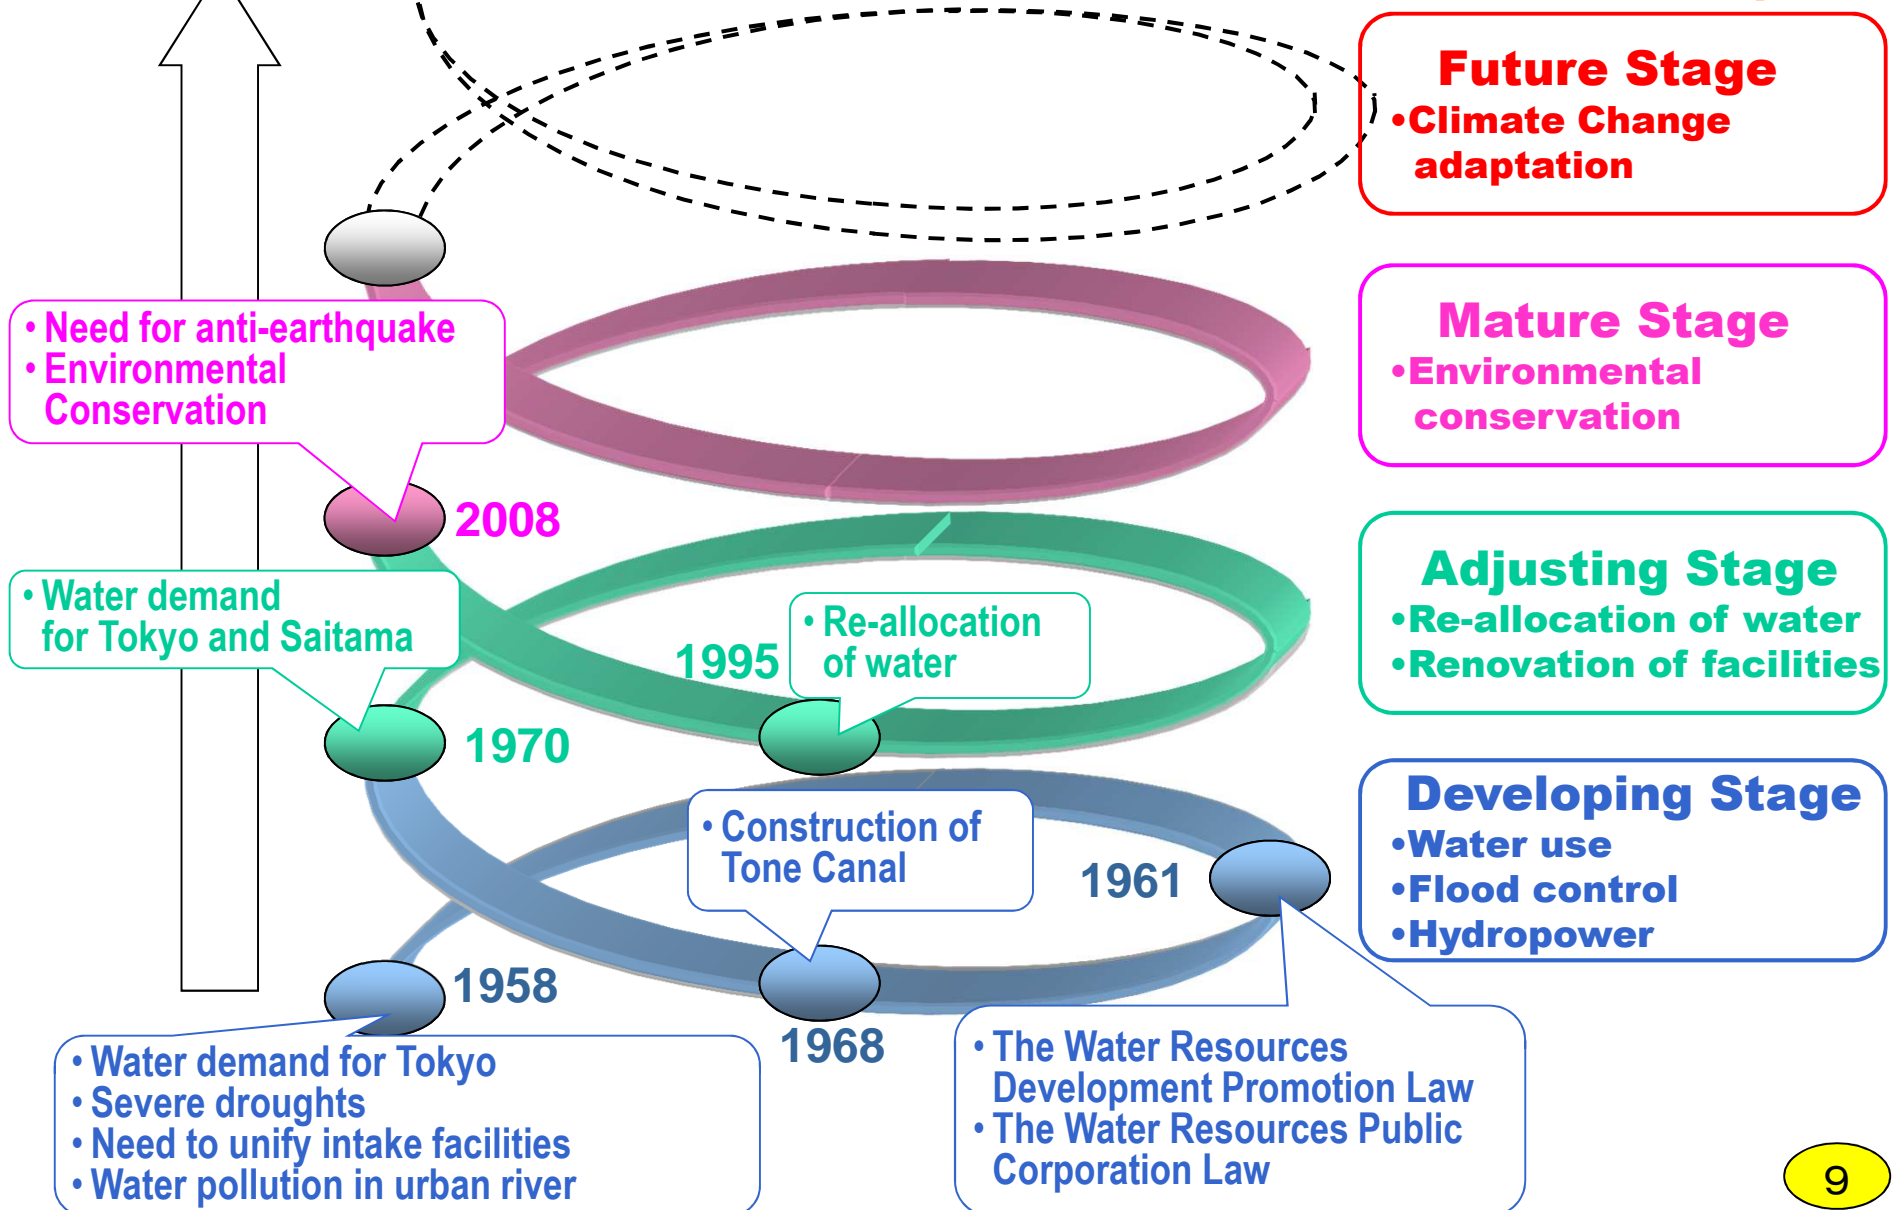 Future Stage
•Climate Change
adaptation
Mature Stage
•Environmental
conservation
• Need for anti-earthquake
• Environmental
Conservation
2008
Adjusting Stage
•Re-allocation of water
•Renovation of facilities
• Water demand
for Tokyo and Saitama
1970
1995
• Re-allocation
of water
Developing Stage
•Water use
•Flood control
•Hydropower
• Construction of
Tone Canal
1961
1958
1968
• Water demand for Tokyo
• Severe droughts
• Need to unify intake facilities
• Water pollution in urban river
• The Water Resources
Development Promotion Law
• The Water Resources Public
Corporation Law
9